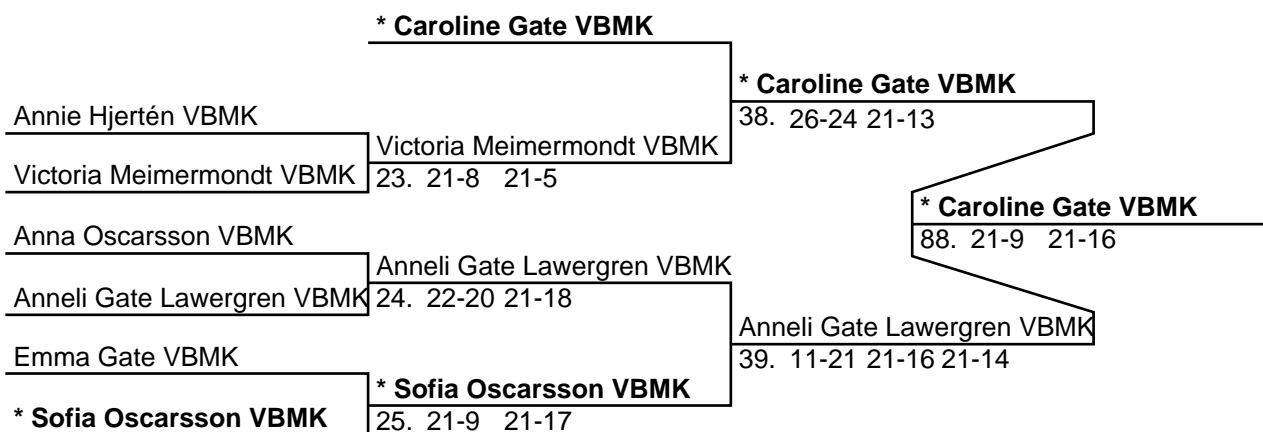 * Caroline Gate VBMK
* Caroline Gate VBMK
Annie Hjertén VBMK
38. 26-24 21-13
Victoria Meimermondt VBMK
Victoria Meimermondt VBMK
23. 21-8 21-5
* Caroline Gate VBMK
Anna Oscarsson VBMK
88. 21-9 21-16
Anneli Gate Lawergren VBMK
Anneli Gate Lawergren VBMK
24. 22-20 21-18
Anneli Gate Lawergren VBMK
Emma Gate VBMK
39. 11-21 21-16 21-14
* Sofia Oscarsson VBMK
* Sofia Oscarsson VBMK
25. 21-9 21-17